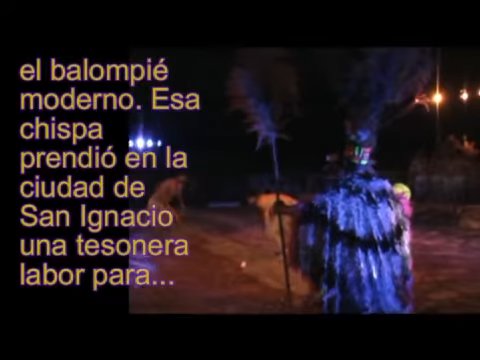 el balompié
moderno. Esa
chispa
prendió en la
ciudad de
San Ignacio
una tesonera
labor para...